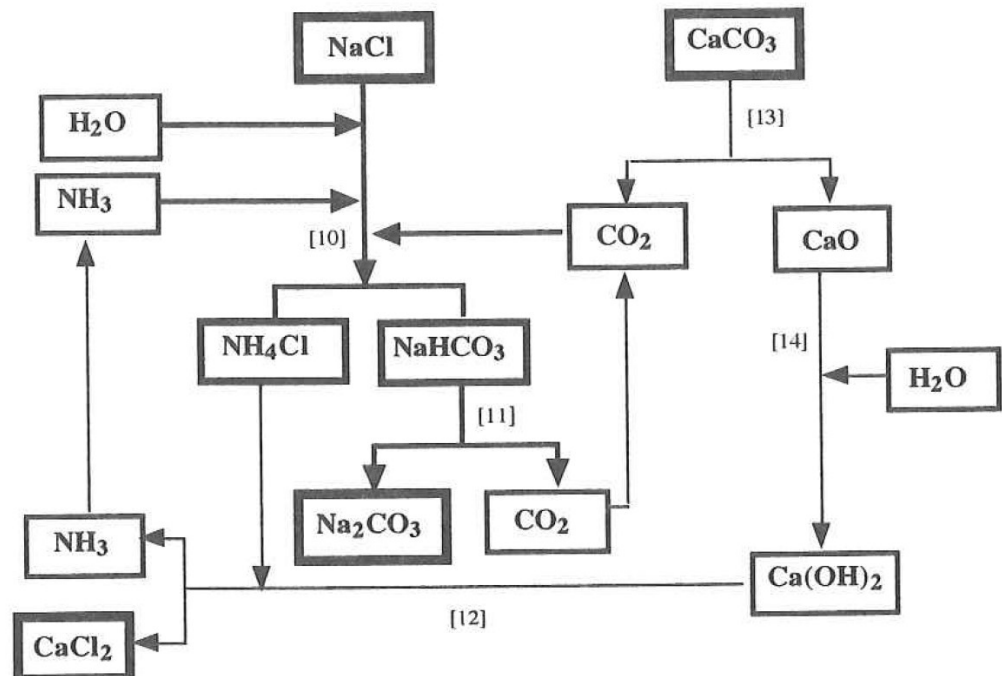 NaCl
CaCO3
H2O
[13]
NH3
[10]
CO2
CaO
NH4Cl
NaHCO3
[14]
H2O
[11]
Na2CO3
CO2
NH3
Ca(OH)2
[12]
CaCl2